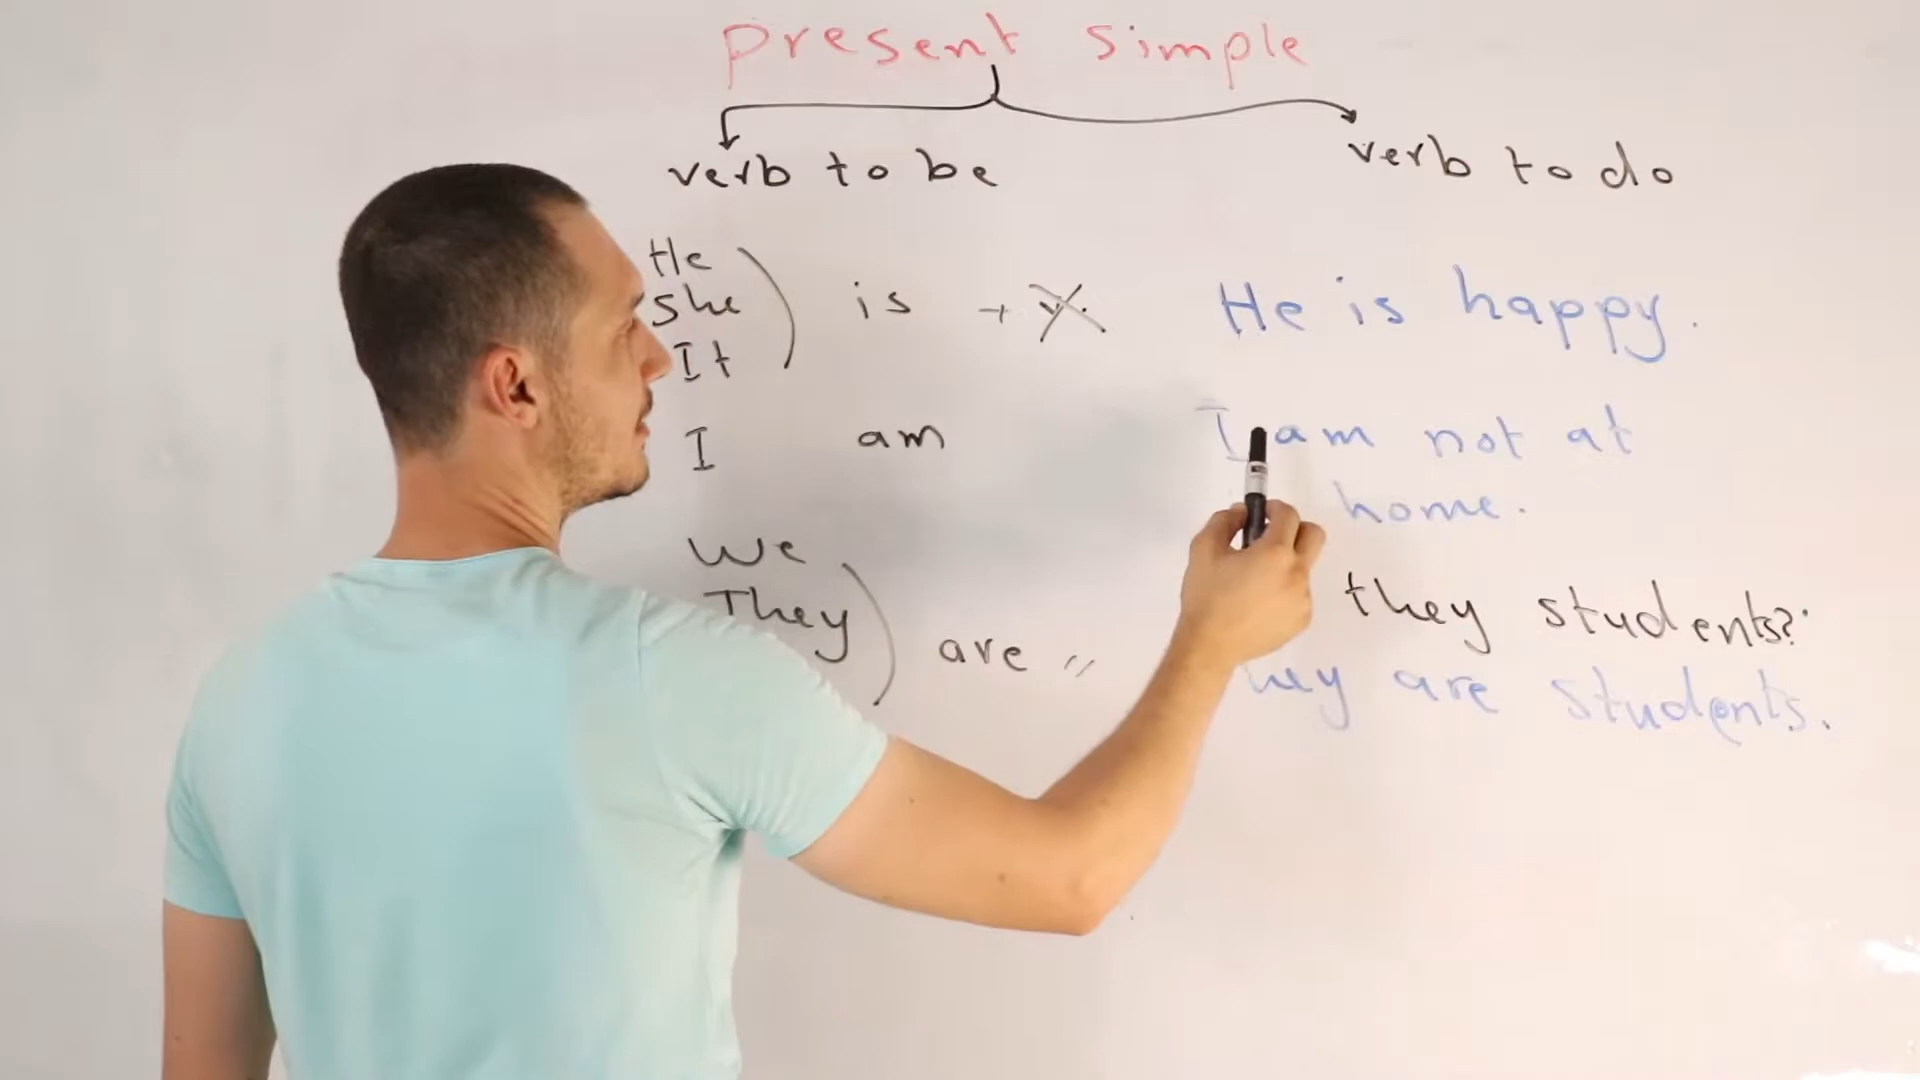 present simple
verb to be
verb to do
He
She
It
is + V.
He is happy.
I am
I am not at
home.
We
They
are "
they students?
hey are students.